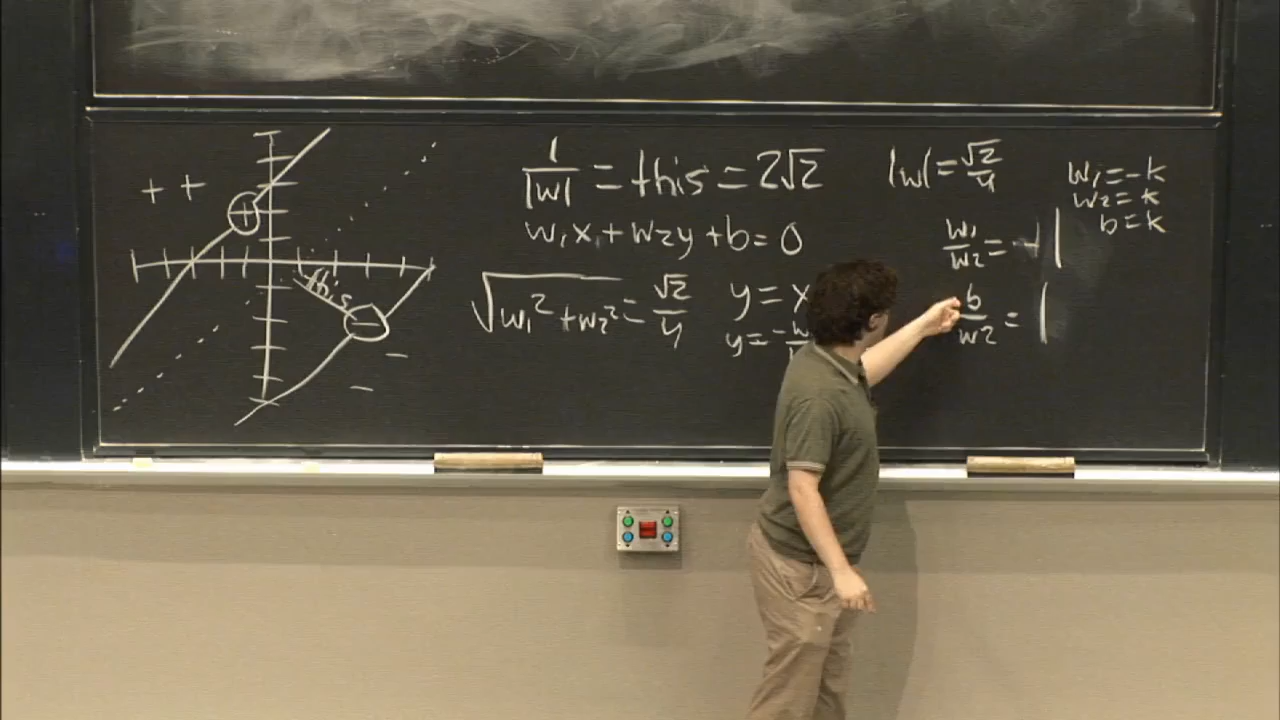 + +
+
this
−
−
−
1/|w| = this = 2√2
w₁x + w₂y + b = 0
√(w₁² + w₂²) = √2/4
y = x
y = -w
|w| = √2/4
w₁/w₂ = -1
b/w2 = 1
w₁ = -k
w₂ = k
b = k